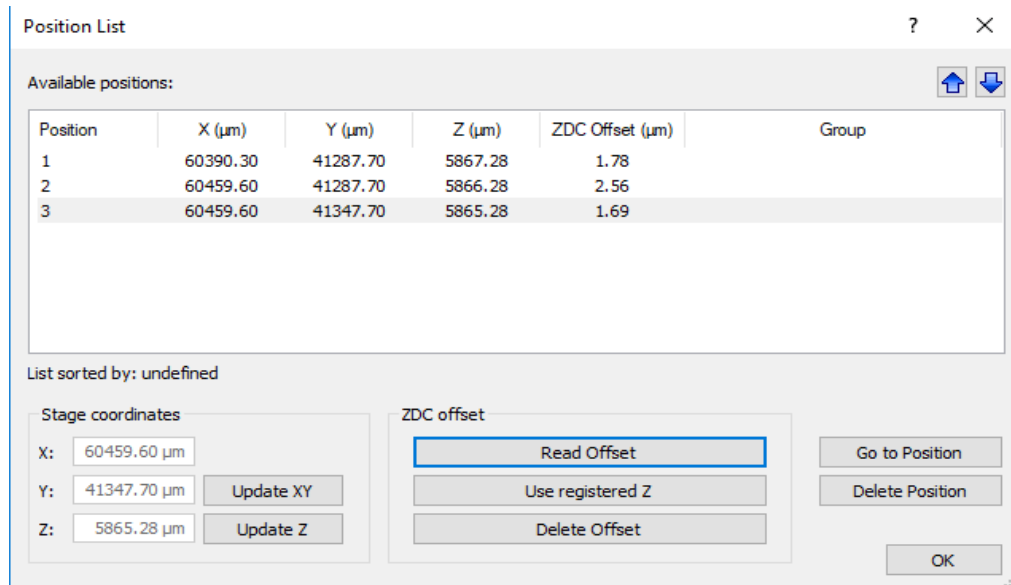 Position List ?
Available positions:
Position X (µm) Y (µm) Z (µm) ZDC Offset (µm) Group
1 60390.30 41287.70 5867.28 1.78
2 60459.60 41287.70 5866.28 2.56
3 60459.60 41347.70 5865.28 1.69
List sorted by: undefined
Stage coordinates ZDC offset
X: 60459.60 µm Read Offset Go to Position
Y: 41347.70 µm Update XY Use registered Z Delete Position
Z: 5865.28 µm Update Z Delete Offset
OK